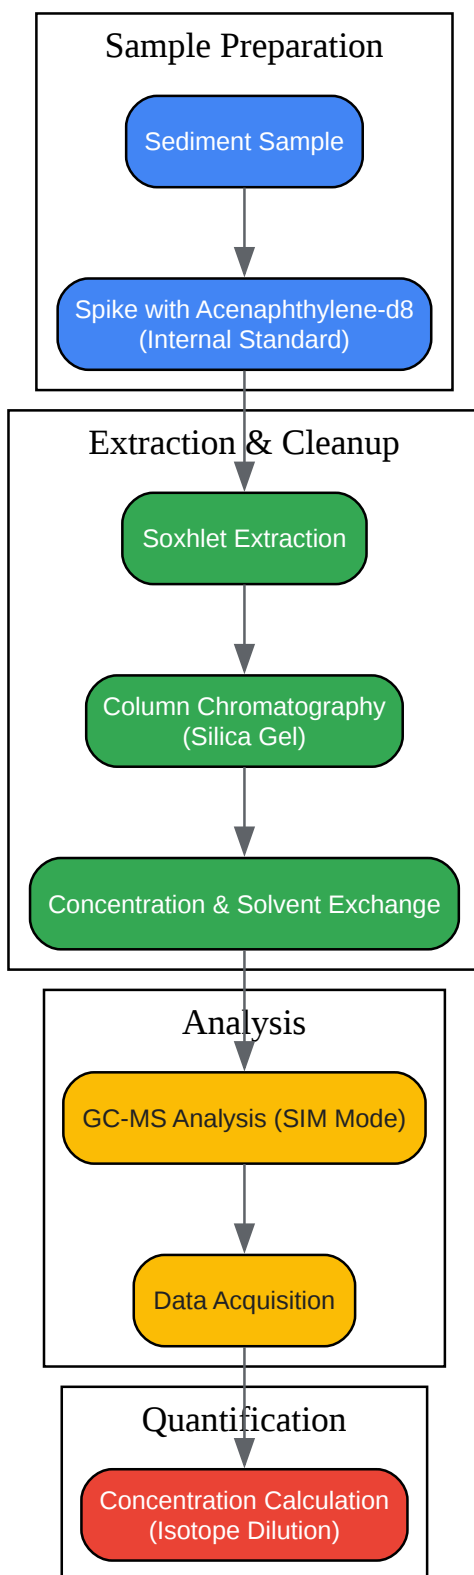 Sample Preparation
Sediment Sample
Spike with Acenaphthylene-d8
(Internal Standard)
Extraction & Cleanup
Soxhlet Extraction
Column Chromatography
(Silica Gel)
Concentration & Solvent Exchange
Analysis
GC-MS Analysis (SIM Mode)
Data Acquisition
Quantification
Concentration Calculation
(Isotope Dilution)